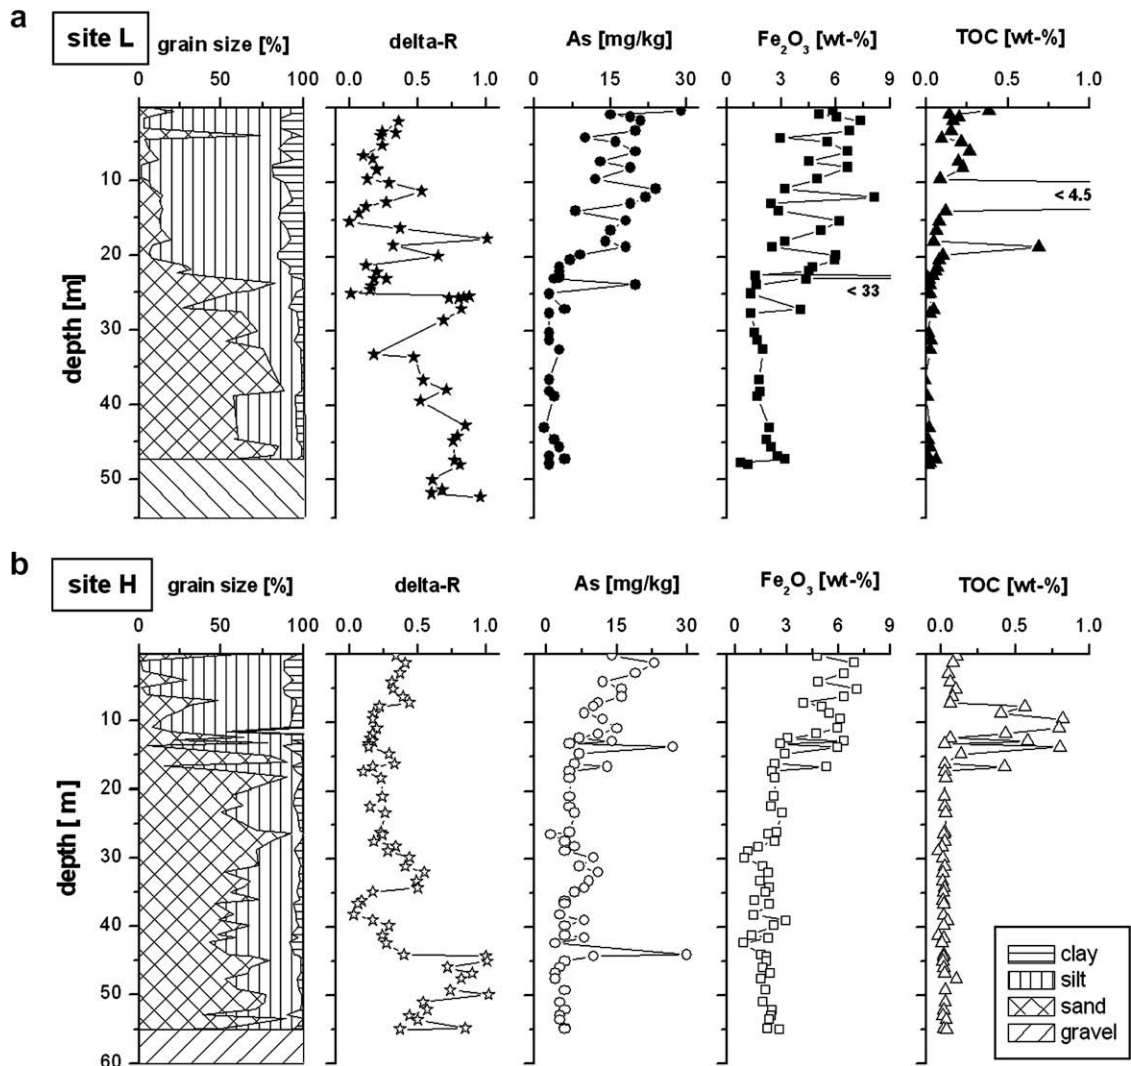 a
site L
grain size [%] delta-R As [mg/kg] Fe₂O₃ [wt-%] TOC [wt-%]
0 50 100 0.0 0.5 1.0 0 15 29 0 3 6 9 0.0 0.5 1.0
10
20
30
40
50
depth [m]
< 4.5
< 33
b
site H
grain size [%] delta-R As [mg/kg] Fe₂O₃ [wt-%] TOC [wt-%]
0 50 100 0.0 0.5 1.0 0 15 30 0 3 6 9 0.0 0.5 1.0
10
20
30
40
50
60
depth [ m]
clay
silt
sand
gravel